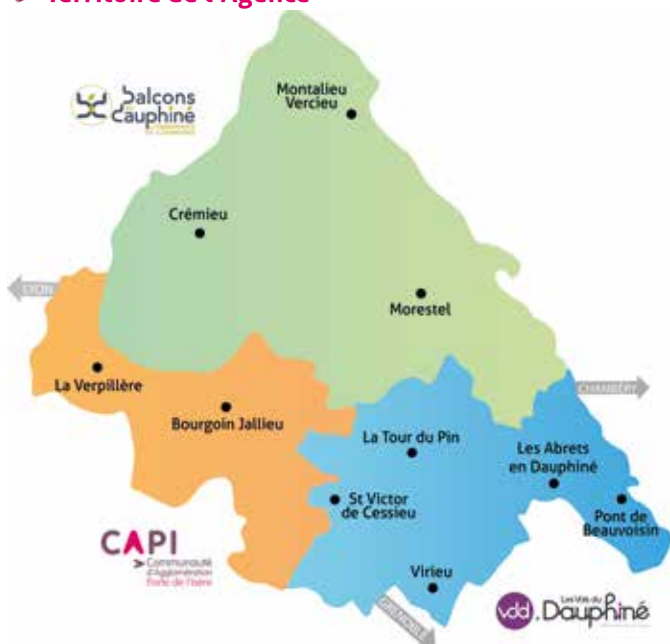 Territoire de l'Agence
Balcons
du Dauphiné
Montalieu
Vercieu
Crémieu
LYON
Morestel
La Verpillère
CHAMBÉRY
Bourgoin Jallieu
La Tour du Pin
Les Abrets
en Dauphiné
St Victor
de Cessieu
Pont de
Beauvoisin
CAPI
Communauté
d'Agglomération
Porte de l'Isère
Virieu
GRENOBLE
vdd. Les Vals du
Dauphiné